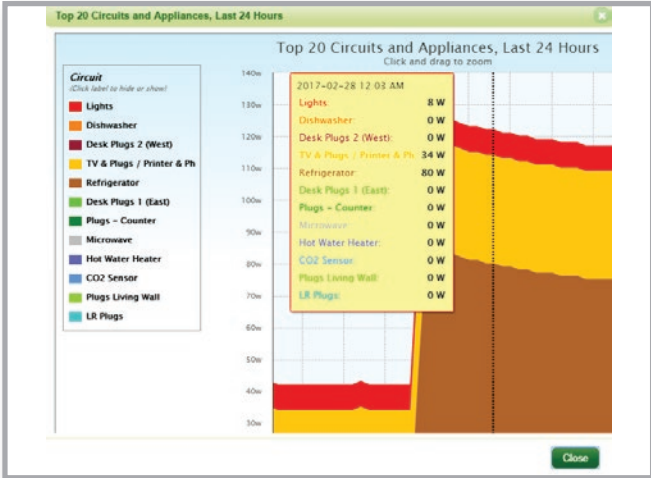 Top 20 Circuits and Appliances, Last 24 Hours
Top 20 Circuits and Appliances, Last 24 Hours
Click and drag to zoom
Circuit
(Click label to hide or show)
Lights
Dishwasher
Desk Plugs 2 (West)
TV & Plugs / Printer & Ph
Refrigerator
Desk Plugs 1 (East)
Plugs - Counter
Microwave
Hot Water Heater
CO2 Sensor
Plugs Living Wall
LR Plugs
140w
130w
120w
110w
100w
90w
80w
70w
60w
50w
40w
30w
2017-02-28 12:03 AM
Lights: 8 W
Dishwasher: 0 W
Desk Plugs 2 (West): 0 W
TV & Plugs / Printer & Ph 34 W
Refrigerator: 80 W
Desk Plugs 1 (East): 0 W
Plugs - Counter: 0 W
Microwave: 0 W
Hot Water Heater: 0 W
CO2 Sensor: 0 W
Plugs Living Wall: 0 W
LR Plugs: 0 W
Close